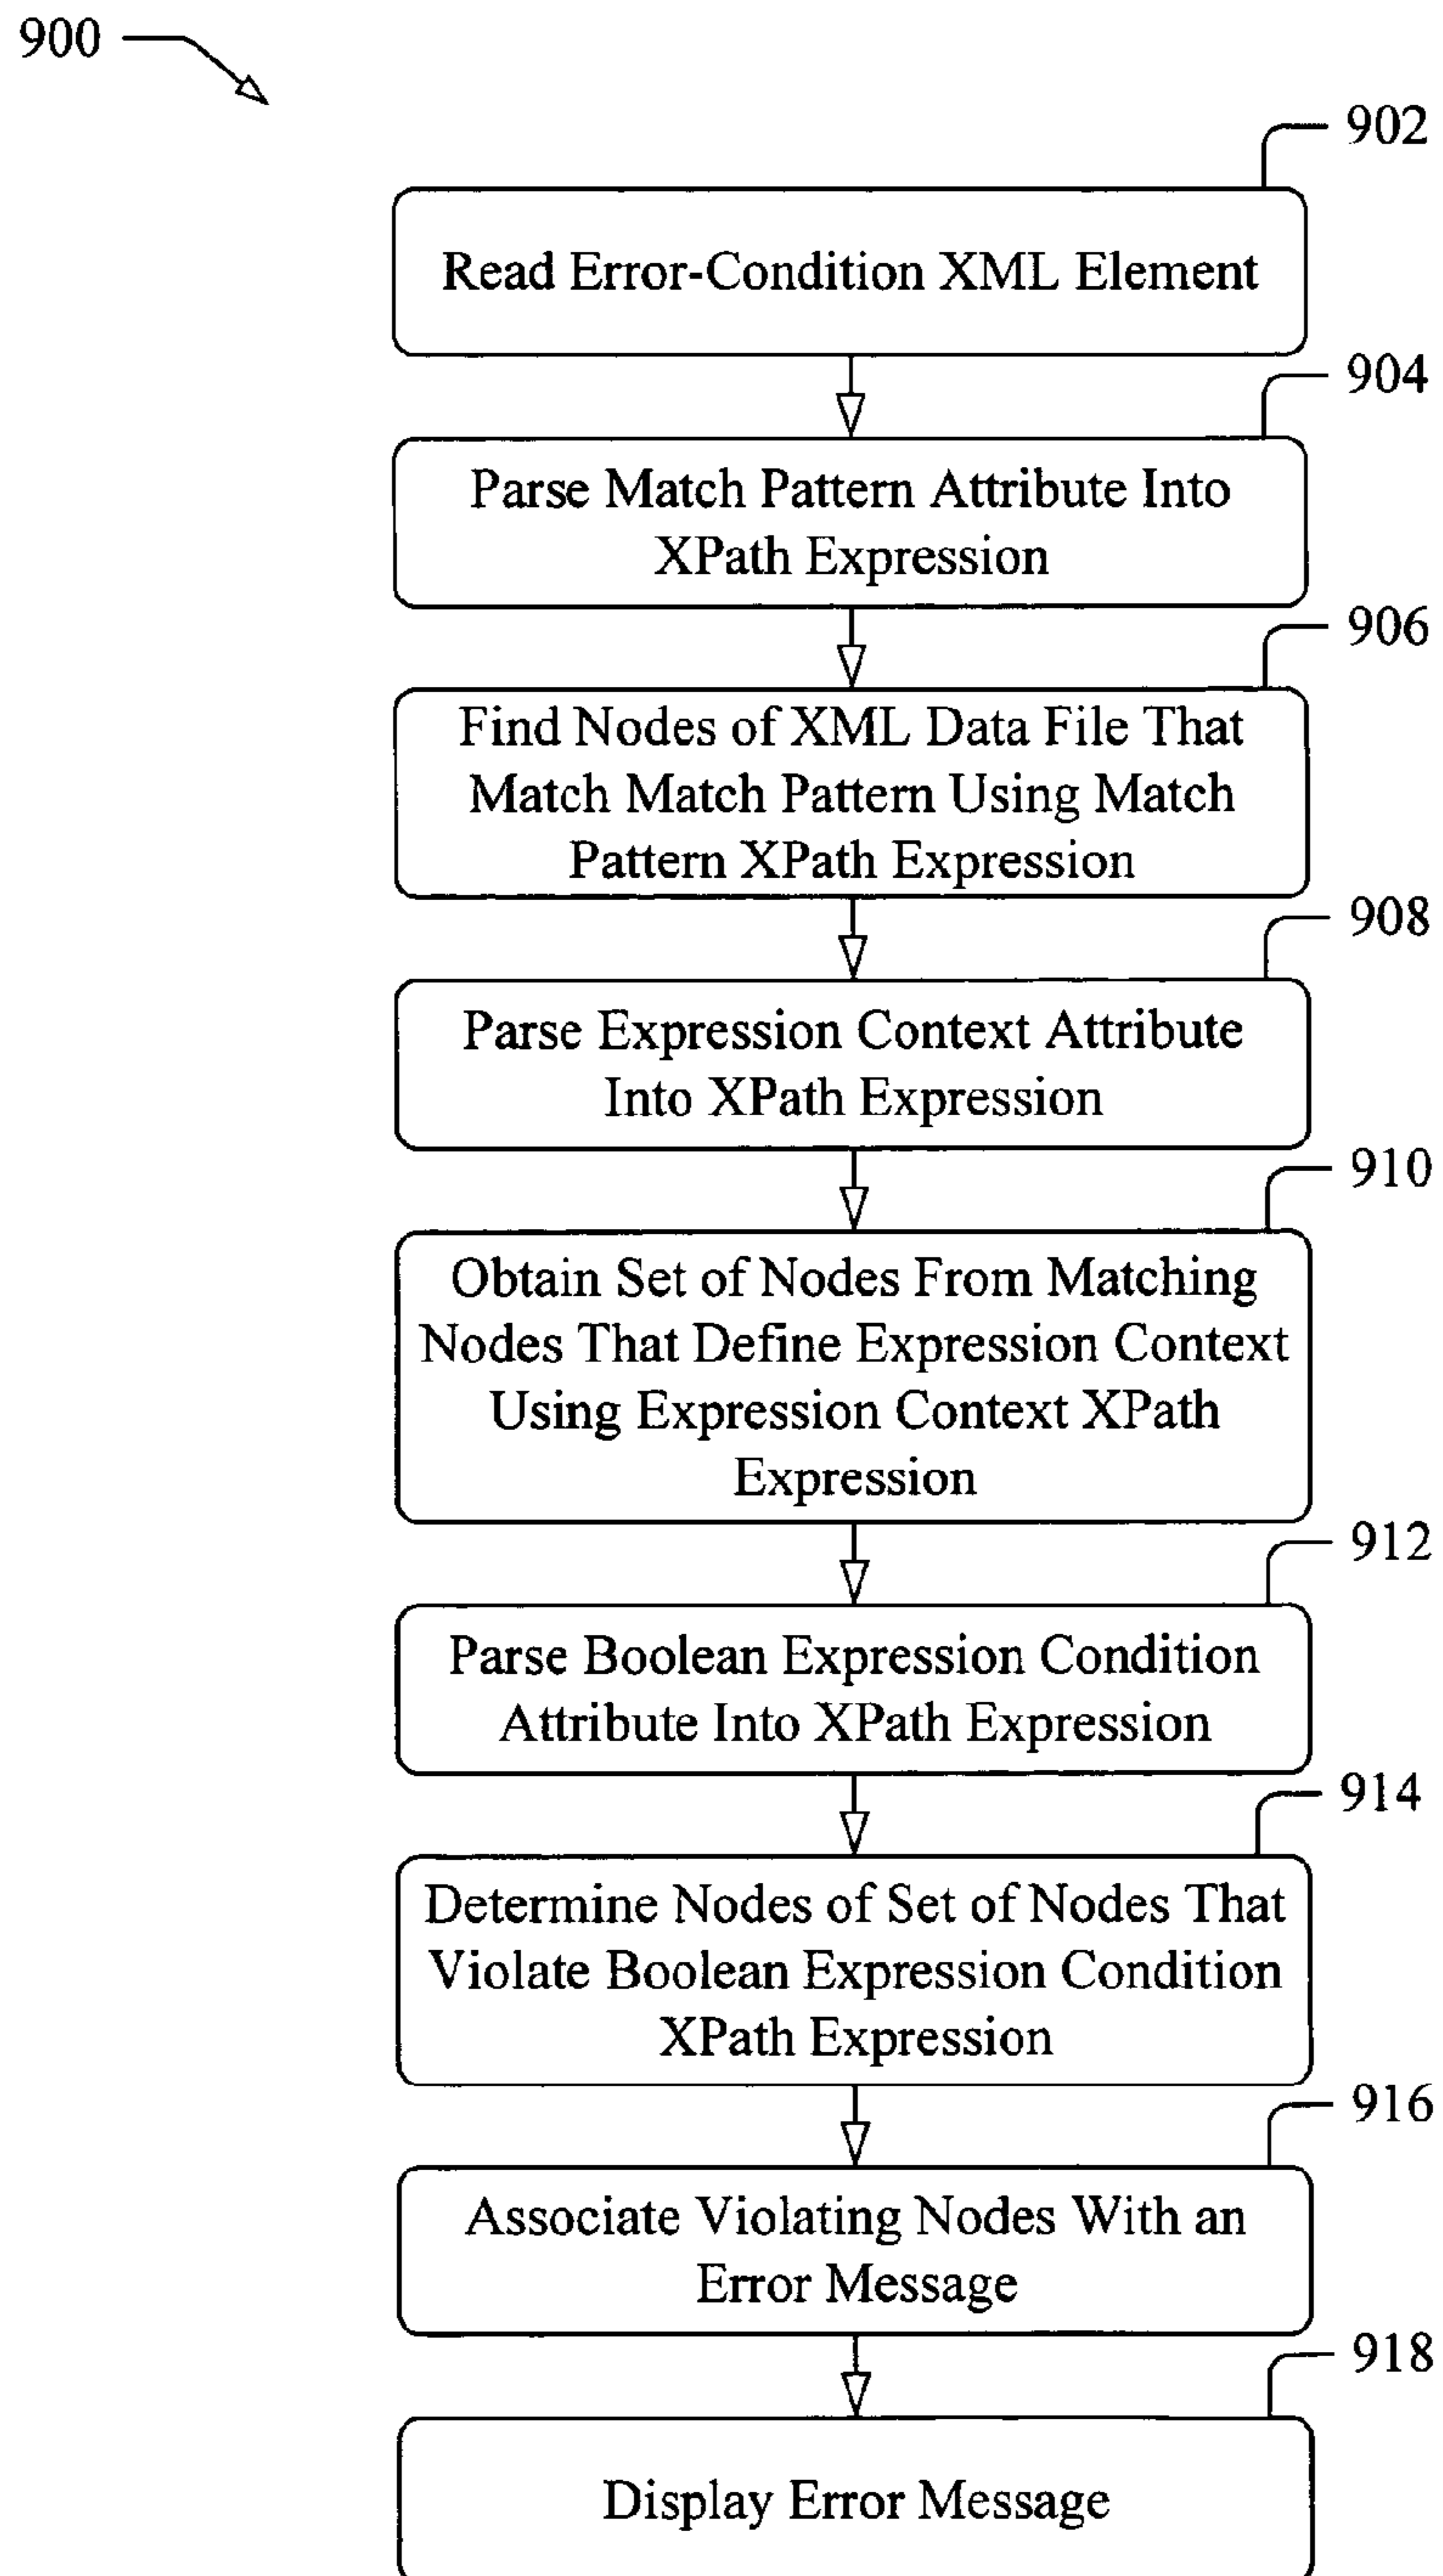 900
902
Read Error-Condition XML Element
904
Parse Match Pattern Attribute Into
XPath Expression
906
Find Nodes of XML Data File That
Match Match Pattern Using Match
Pattern XPath Expression
908
Parse Expression Context Attribute
Into XPath Expression
910
Obtain Set of Nodes From Matching
Nodes That Define Expression Context
Using Expression Context XPath
Expression
912
Parse Boolean Expression Condition
Attribute Into XPath Expression
914
Determine Nodes of Set of Nodes That
Violate Boolean Expression Condition
XPath Expression
916
Associate Violating Nodes With an
Error Message
918
Display Error Message